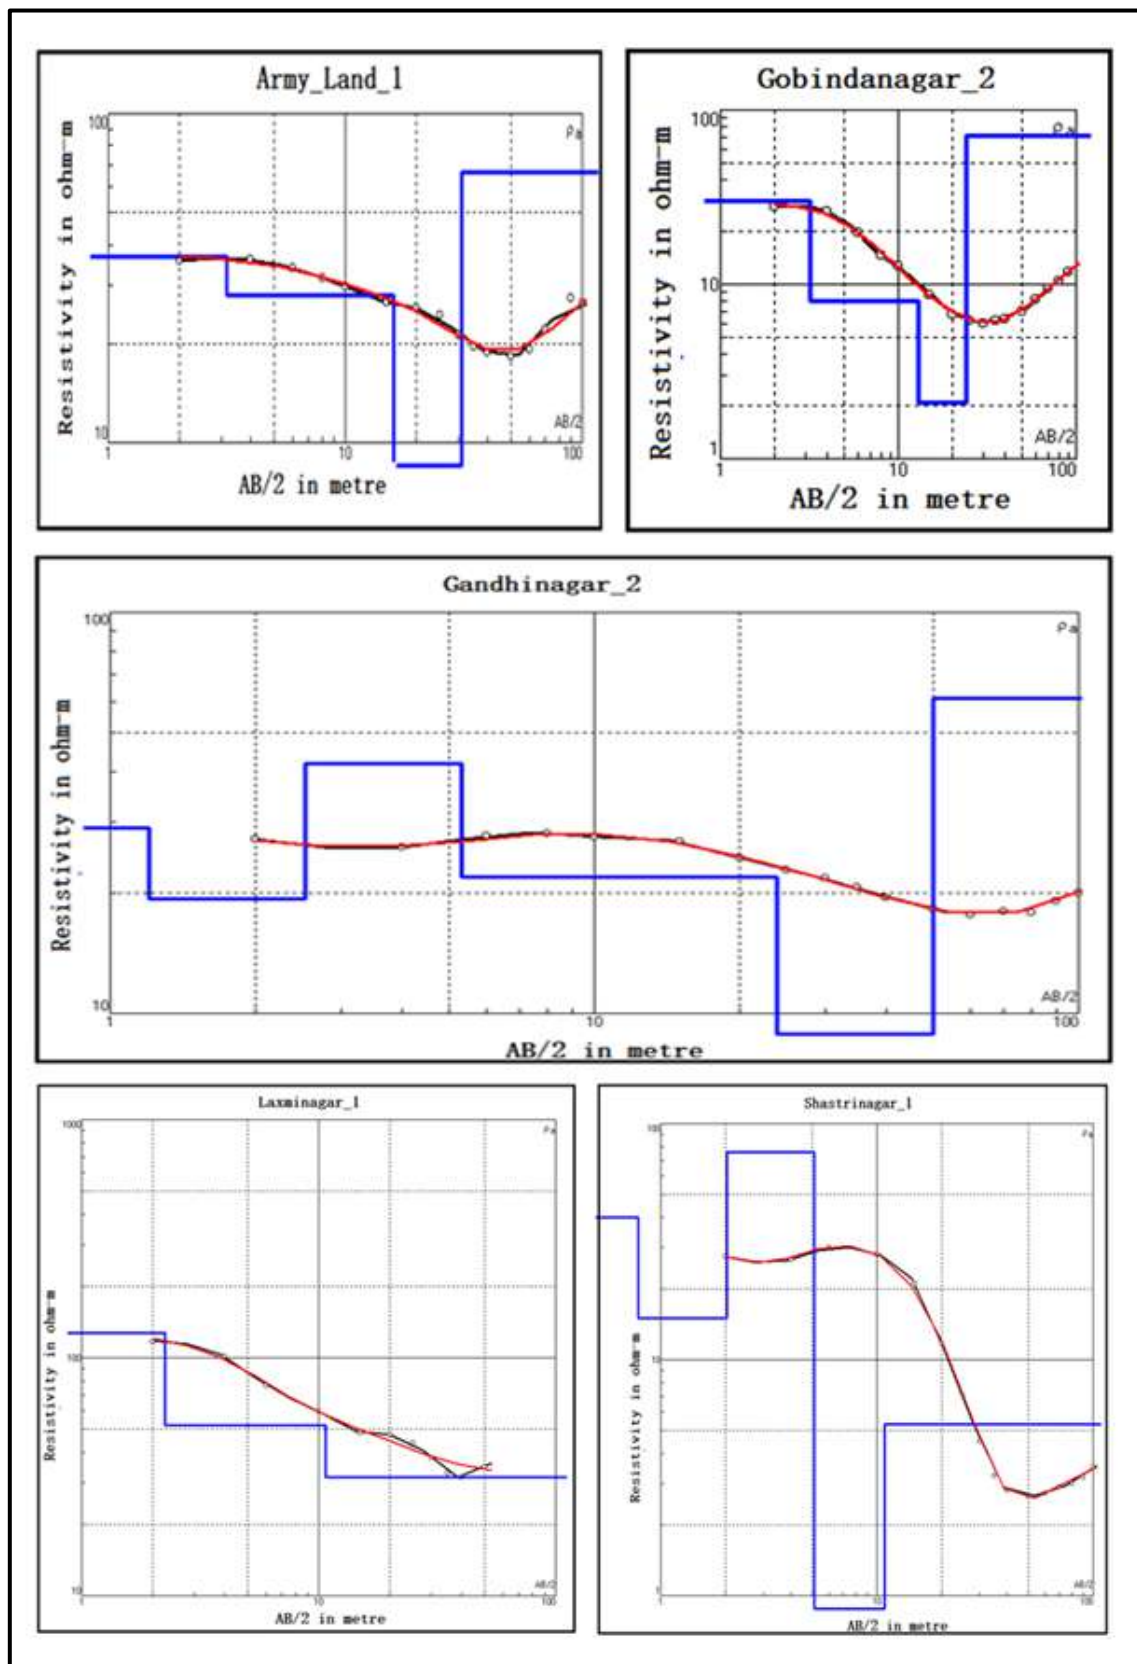 Army_Land_1
Resistivity in ohm-m
100
ρa
10
AB/2
1
10
100
AB/2 in metre
Gobindanagar_2
Resistivity in ohm-m
100
ρa
10
1
AB/2
1
10
100
AB/2 in metre
Gandhinagar_2
Resistivity in ohm-m
100
ρa
10
AB/2
1
10
100
AB/2 in metre
Laxminagar_1
Resistivity in ohm-m
1000
ρa
100
10
AB/2
1
10
100
AB/2 in metre
Shastrinagar_1
Resistivity in ohm-m
100
ρa
10
1
AB/2
1
10
100
AB/2 in metre